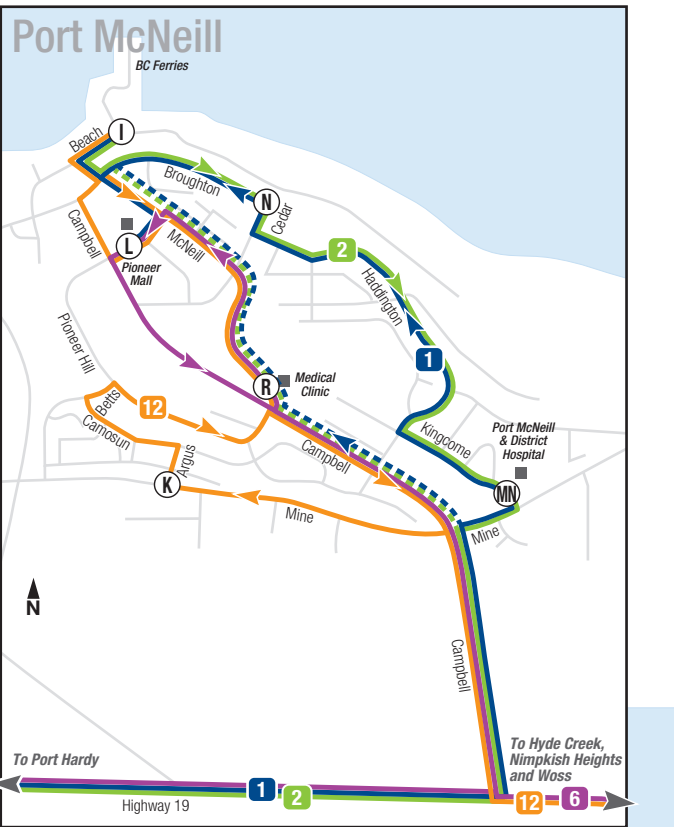 Port McNeill
BC Ferries
Beach
I
Broughton
N
Cedar
Campbell
L
McNeill
Pioneer
Mall
2
Haddington
Pioneer Hill
1
R
Medical
Clinic
Betts
12
Camosun
Kingcome
Port McNeill
& District
Hospital
Campbell
Argus
K
MN
Mine
Mine
N
Campbell
To Port Hardy
To Hyde Creek,
Nimpkish Heights
and Woss
1
2
12
6
Highway 19